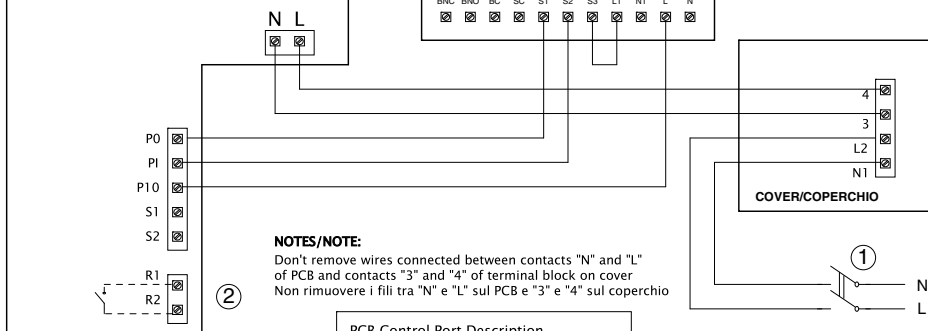 BNC BNO BC SC S1 S2 S3 L1 N1 L N
N L
4
3
L2
N1
COVER/COPERCHIO
P0
PI
P10
S1
S2
NOTES/NOTE:
Don't remove wires connected between contacts "N" and "L"
of PCB and contacts "3" and "4" of terminal block on cover
Non rimuovere i fili tra "N" e "L" sul PCB e "3" e "4" sul coperchio
1
N
L
R1
R2
2
PCB Control Port Description